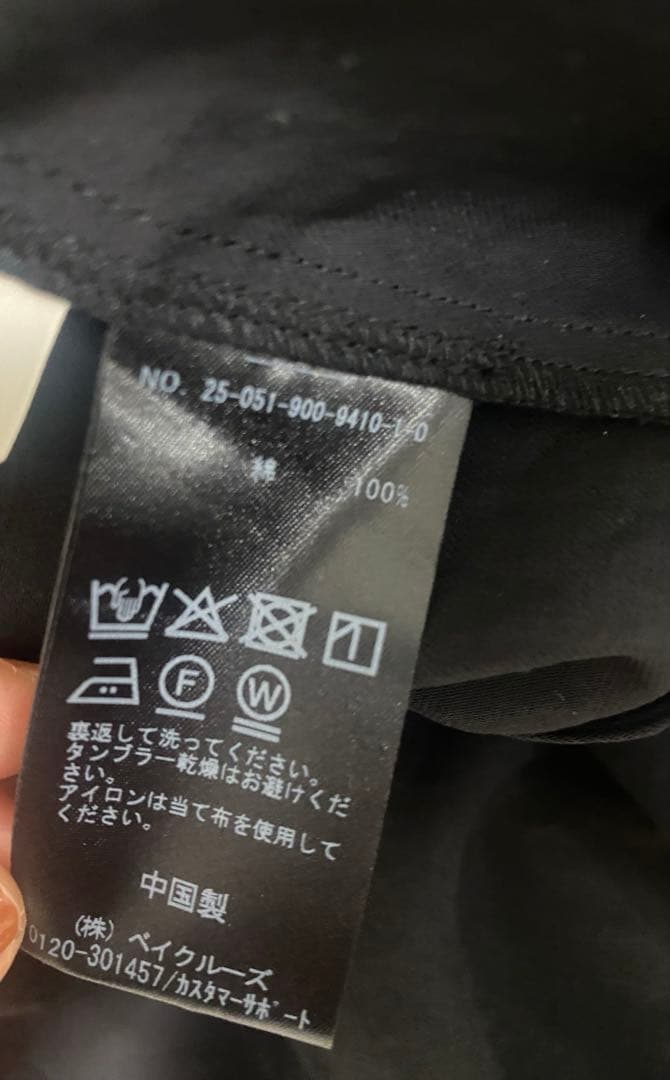 NO. 25-051-900-9410-1-0
綿 100%
F W
裏返して洗ってください。
タンブラー乾燥はお避けくだ
さい。
アイロンは当て布を使用して
ください。
中国製
(株) ベイクルーズ
0120-301457/カスタマーサポート